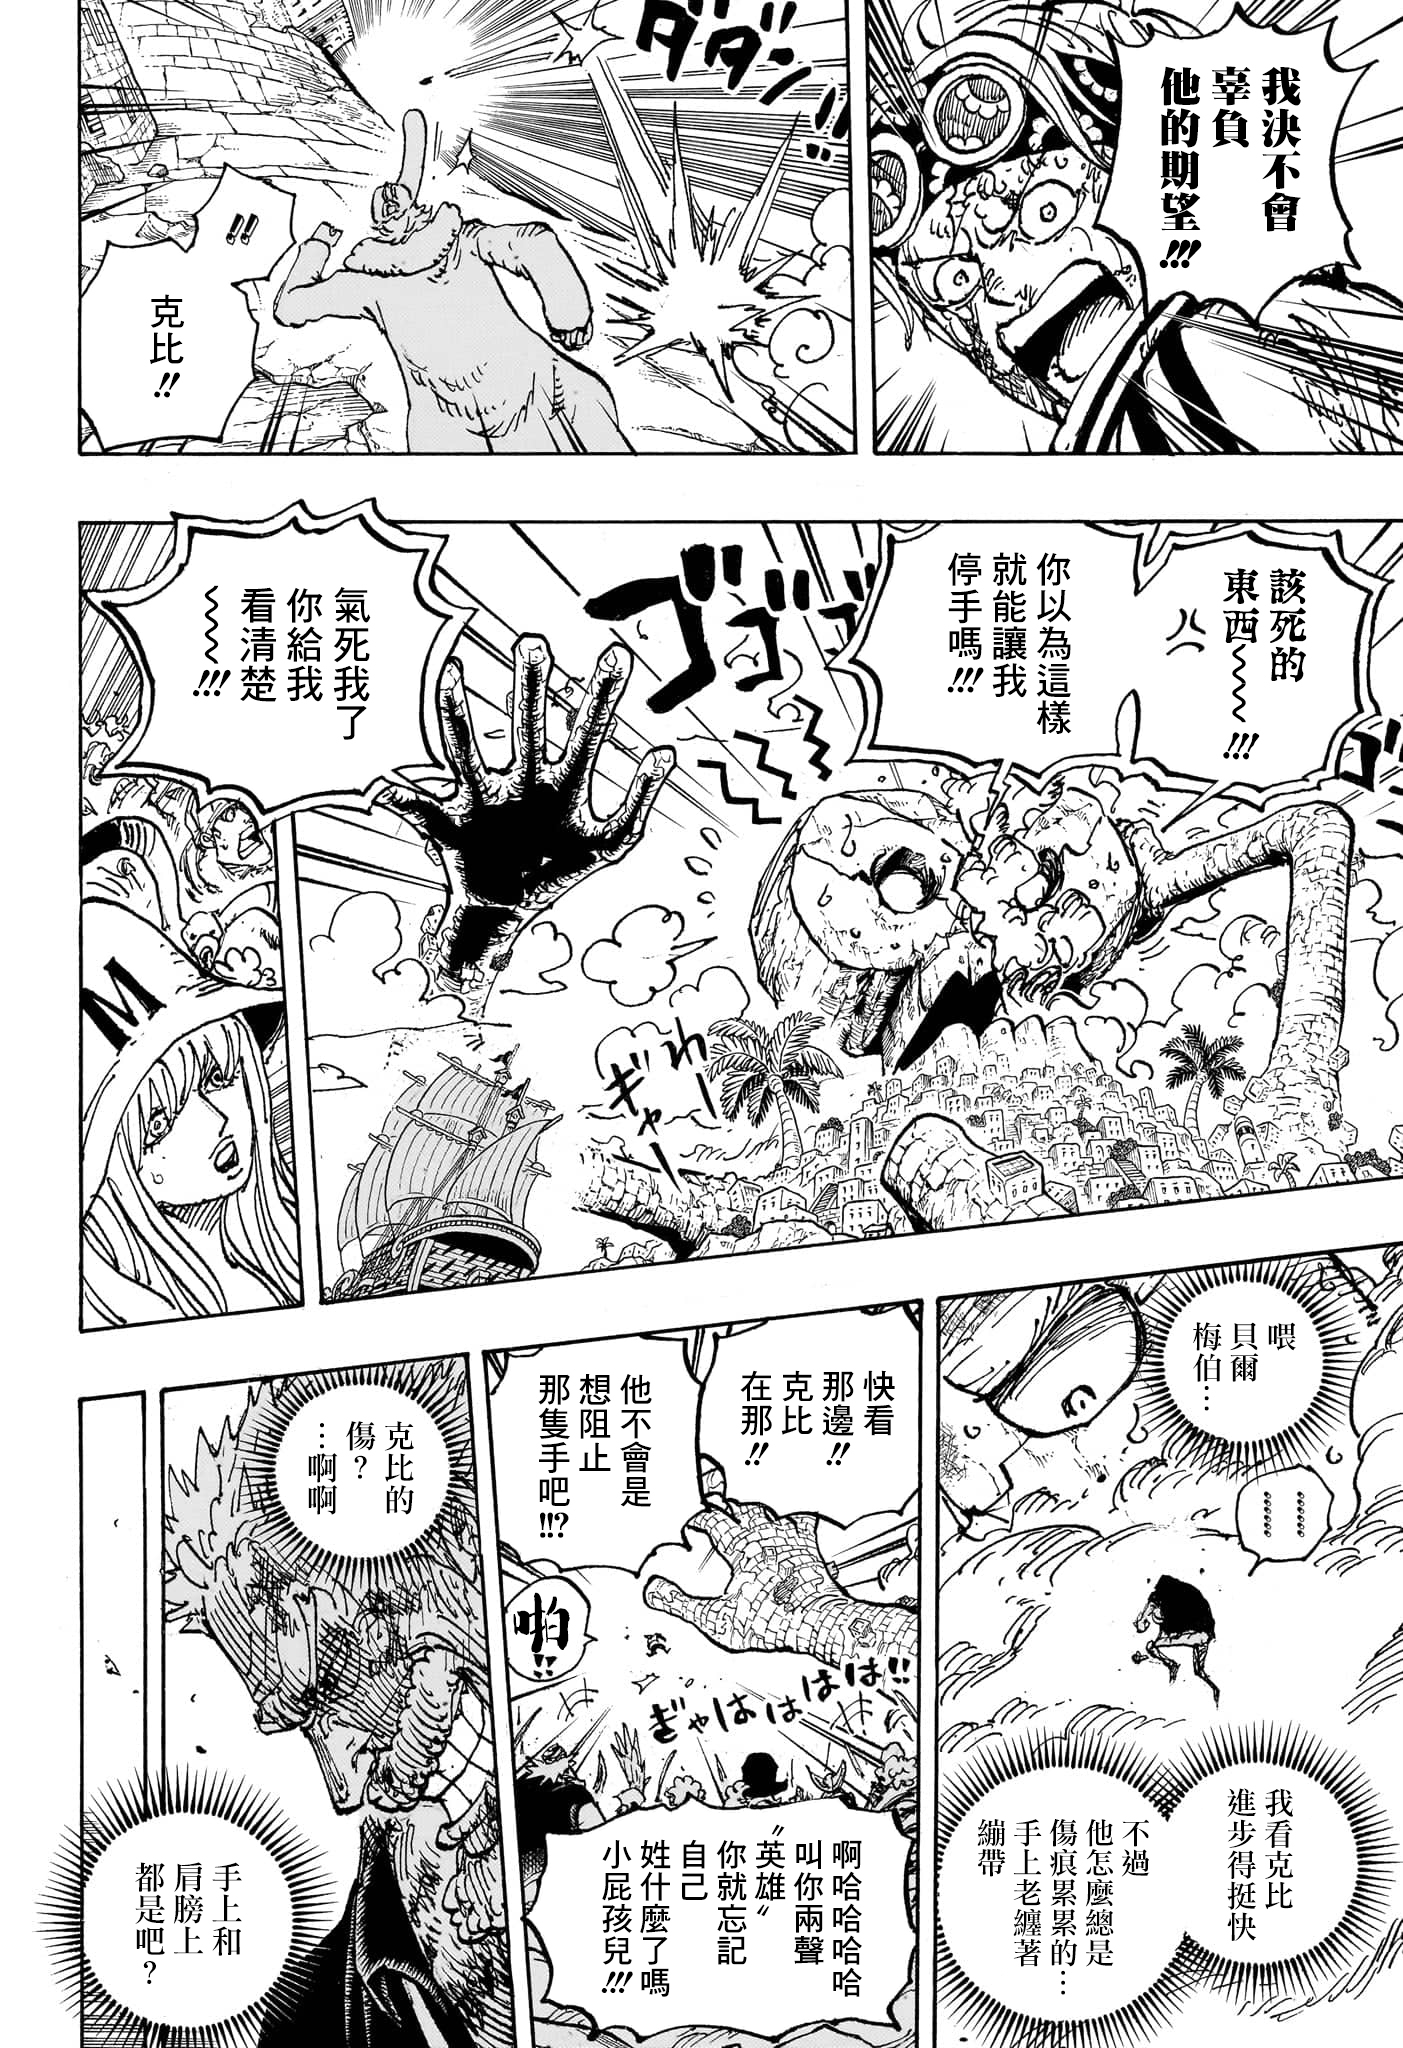 我決不會
辜負
他的期望!!!
ダダダン!!
!!
克比!!
該死的
東西~~~!!!
你以為這樣
就能讓我
停手嗎!!!
ゴゴゴゴ
氣死我了
你給我
看清楚
~~~!!!
わー
ギャー
M
喂
貝爾
梅伯…
…………
我看克比
進步得挺快
不過
他怎麼總是
傷痕累累的…
手上老纏著
繃帶
快看
那邊!!
克比
在那!!
他不會是
想阻止
那隻手吧!!?
啪!!
ぎゃはははは!!
啊哈哈哈哈
叫你兩聲
〝英雄〞
你就忘記
自己
姓什麼了嗎
小屁孩兒!!!
克比的
傷?
…啊啊
手上和
肩膀上
都是吧?